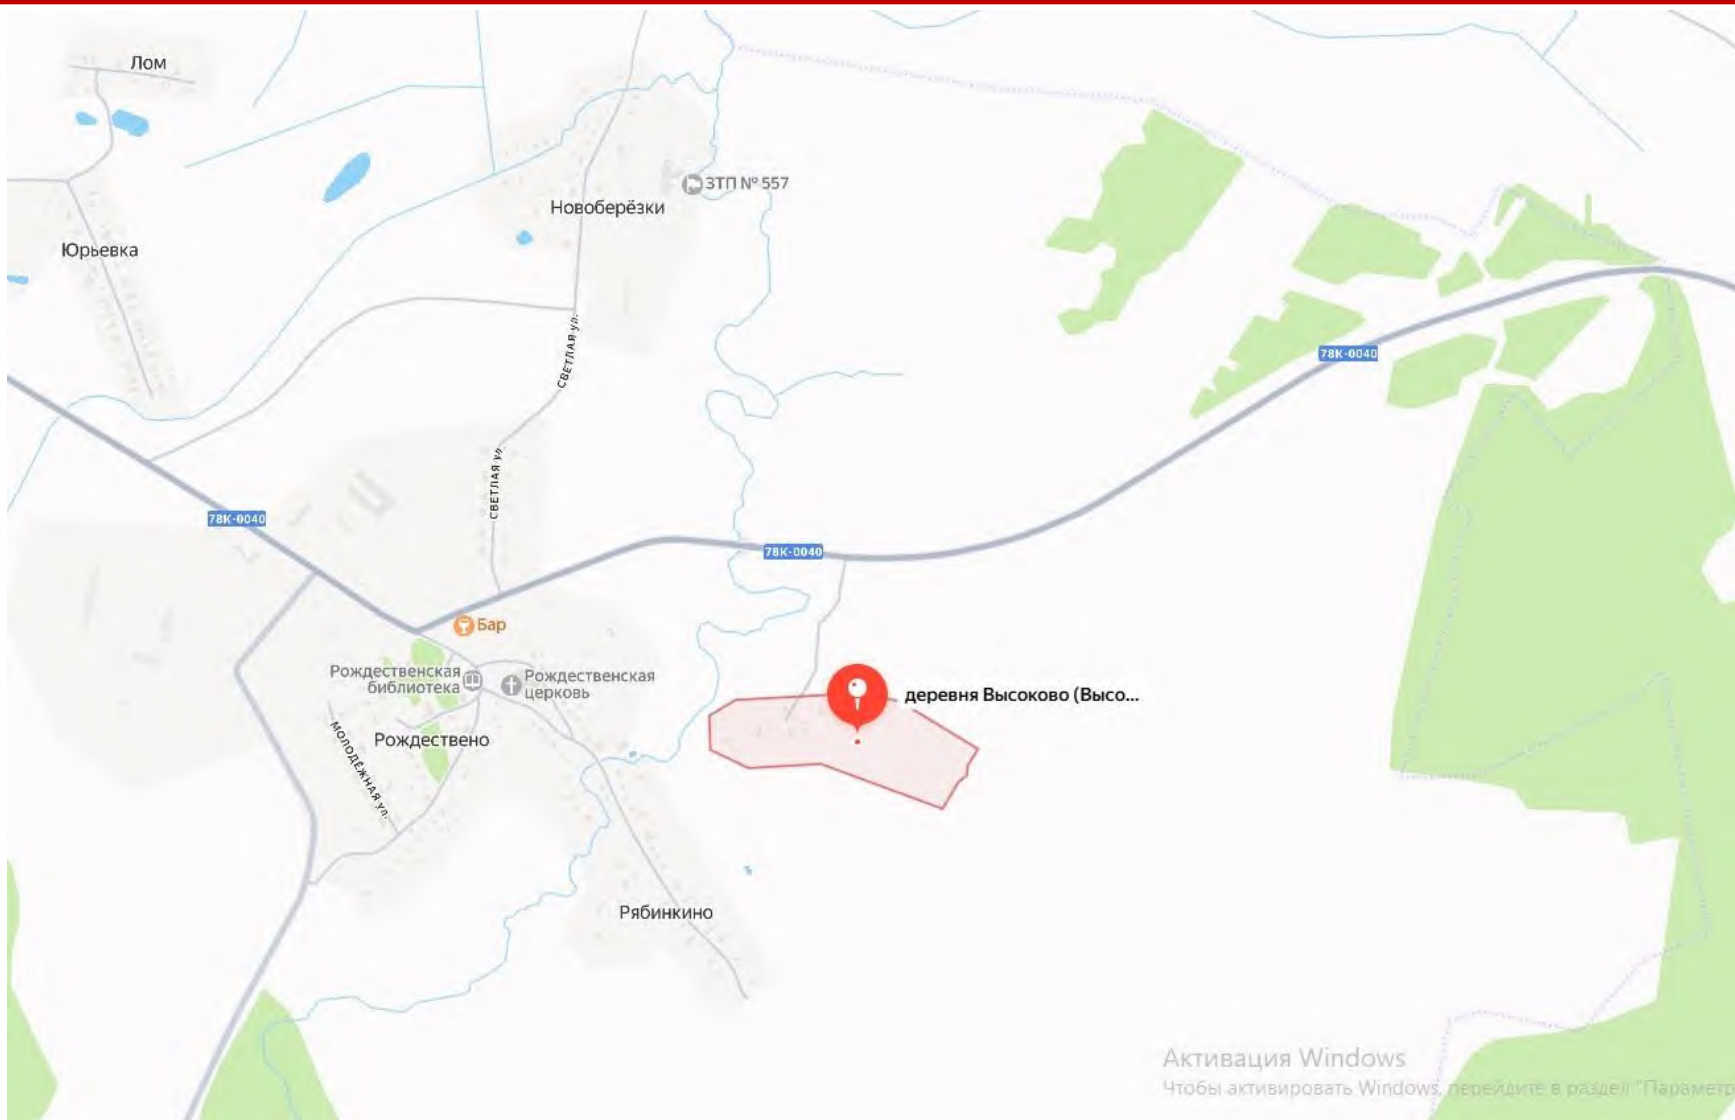 Лом
ЗТП № 557
Новоберёзки
Юрьевка
СВЕТЛАЯ ул.
78К-0040
СВЕТЛАЯ ул.
78К-0040
78К-0040
Бар
Рождественская
библиотека
Рождественская
церковь
деревня Высоково (Высо...
Рождествено
МОЛОДЁЖНАЯ ул.
Рябинкино
Активация Windows
Чтобы активировать Windows, перейдите в раздел "Параметр